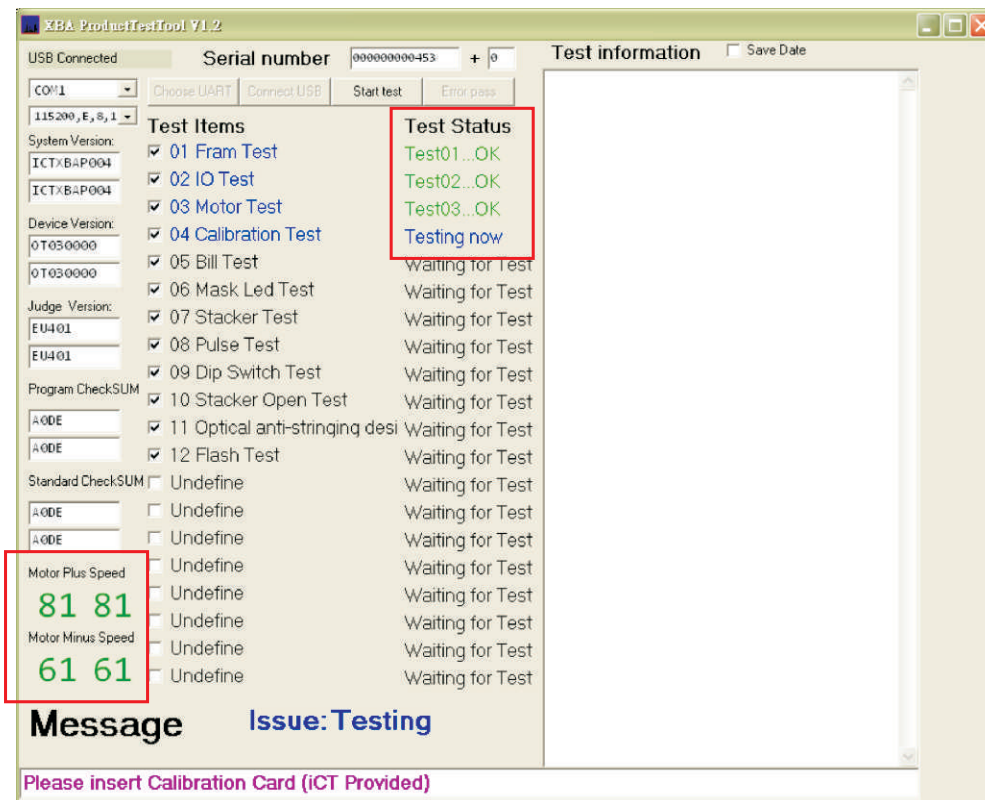 XBA ProductTestTool V1.2
USB Connected
Serial number 000000000453 + 0
Test information Save Date
COM1
Choose UART Connect USB Start test Error pass
115200,E,8,1
Test Items Test Status
System Version:
ICTXBAP004
ICTXBAP004
Device Version:
OT030000
OT030000
Judge Version:
EU401
EU401
Program CheckSUM
A0DE
A0DE
Standard CheckSUM
A0DE
A0DE
Motor Plus Speed
81 81
Motor Minus Speed
61 61
01 Fram Test Test01...OK
02 IO Test Test02...OK
03 Motor Test Test03...OK
04 Calibration Test Testing now
05 Bill Test Waiting for Test
06 Mask Led Test Waiting for Test
07 Stacker Test Waiting for Test
08 Pulse Test Waiting for Test
09 Dip Switch Test Waiting for Test
10 Stacker Open Test Waiting for Test
11 Optical anti-stringing desi Waiting for Test
12 Flash Test Waiting for Test
Undefine Waiting for Test
Undefine Waiting for Test
Undefine Waiting for Test
Undefine Waiting for Test
Undefine Waiting for Test
Undefine Waiting for Test
Undefine Waiting for Test
Undefine Waiting for Test
Message Issue:Testing
Please insert Calibration Card (iCT Provided)